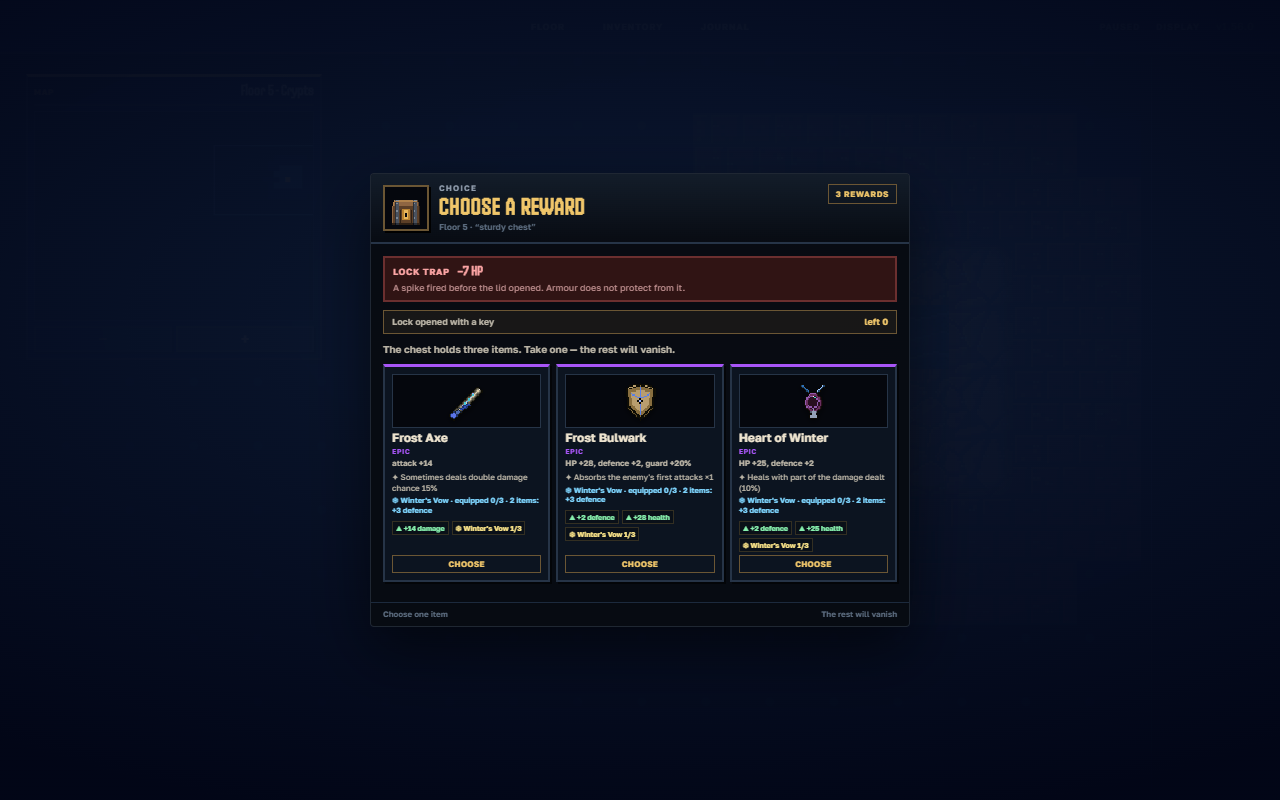 CHOICE
CHOOSE A REWARD
Floor 5 · "sturdy chest"
3 REWARDS
LOCK TRAP −7 HP
A spike fired before the lid opened. Armour does not protect from it.
Lock opened with a key
left 0
The chest holds three items. Take one — the rest will vanish.
Frost Axe
EPIC
attack +14
✦ Sometimes deals double damage
chance 15%
❄ Winter's Vow · equipped 0/3 · 2 items:
+3 defence
▲ +14 damage
❄ Winter's Vow 1/3
CHOOSE
Frost Bulwark
EPIC
HP +28, defence +2, guard +20%
✦ Absorbs the enemy's first attacks ×1
❄ Winter's Vow · equipped 0/3 · 2 items:
+3 defence
▲ +2 defence
▲ +28 health
❄ Winter's Vow 1/3
CHOOSE
Heart of Winter
EPIC
HP +25, defence +2
✦ Heals with part of the damage dealt
(10%)
❄ Winter's Vow · equipped 0/3 · 2 items:
+3 defence
▲ +2 defence
▲ +25 health
❄ Winter's Vow 1/3
CHOOSE
Choose one item
The rest will vanish